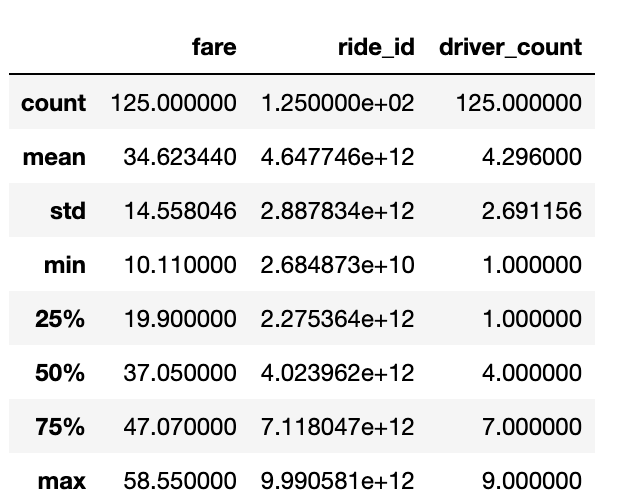 fare ride_id driver_count
count 125.000000 1.250000e+02 125.000000
mean 34.623440 4.647746e+12 4.296000
std 14.558046 2.887834e+12 2.691156
min 10.110000 2.684873e+10 1.000000
25% 19.900000 2.275364e+12 1.000000
50% 37.050000 4.023962e+12 4.000000
75% 47.070000 7.118047e+12 7.000000
max 58.550000 9.990581e+12 9.000000